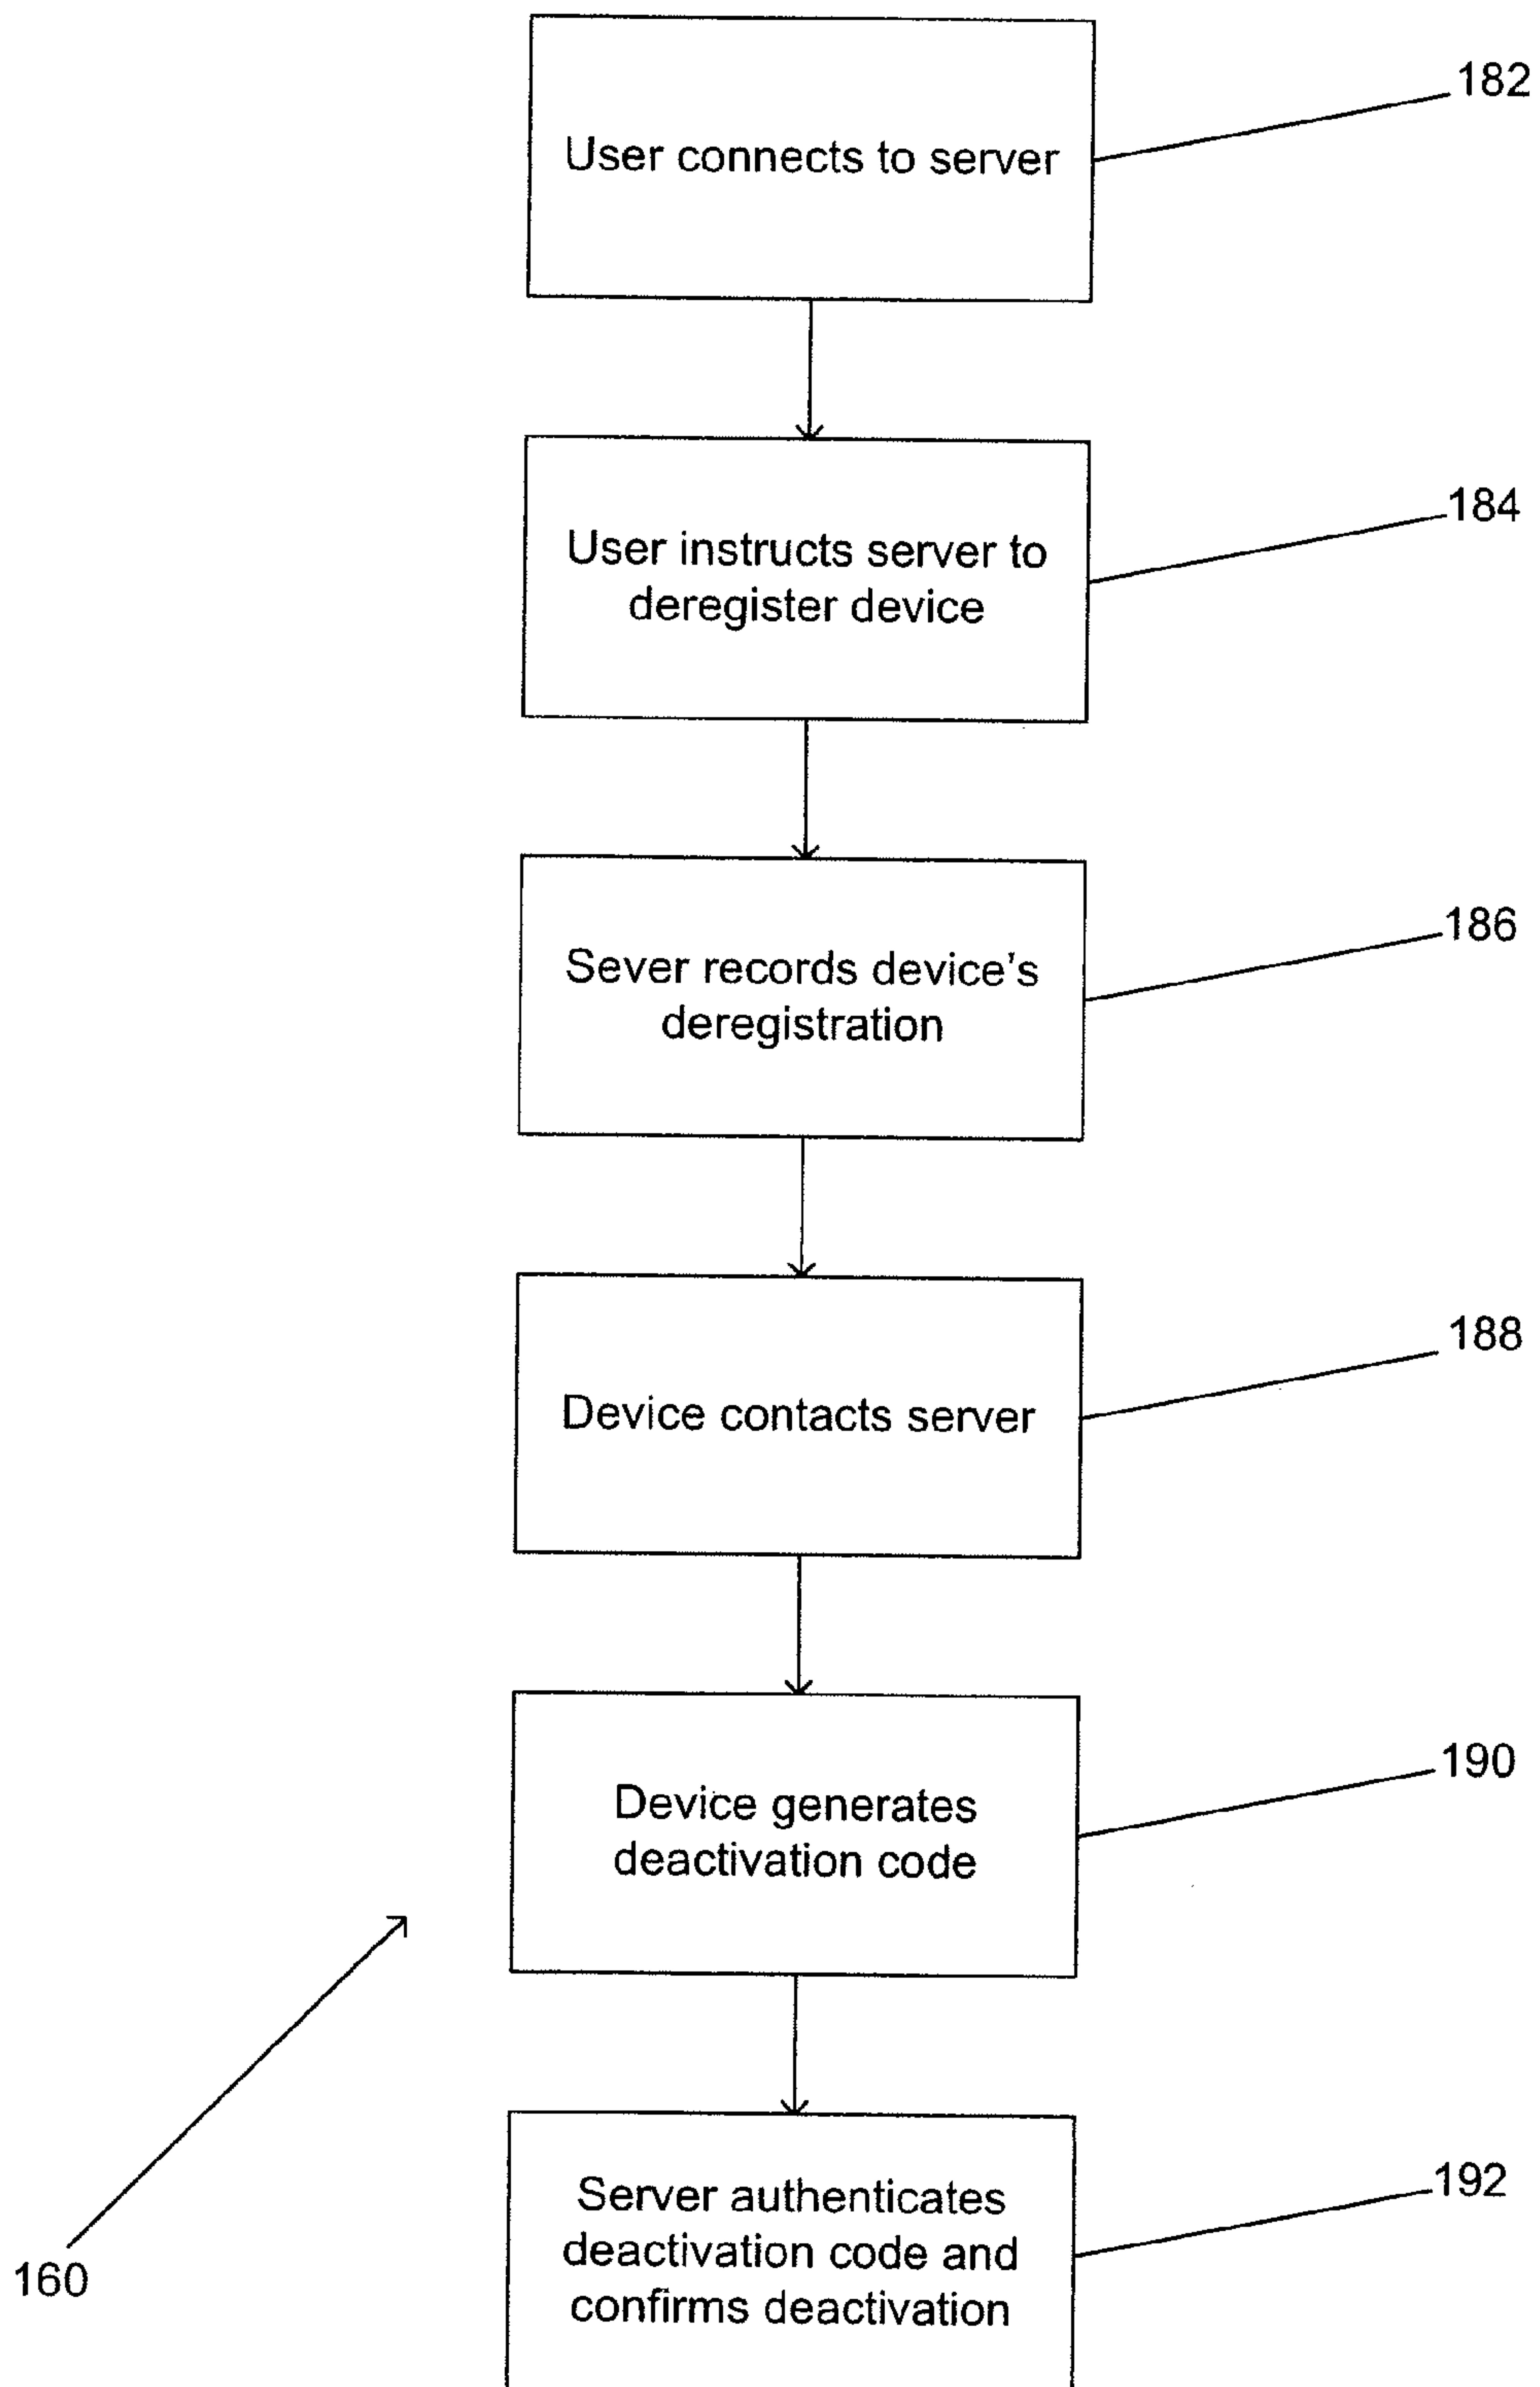 User connects to server
182
User instructs server to
deregister device
184
Sever records device's
deregistration
186
Device contacts server
188
Device generates
deactivation code
190
Server authenticates
deactivation code and
confirms deactivation
192
160